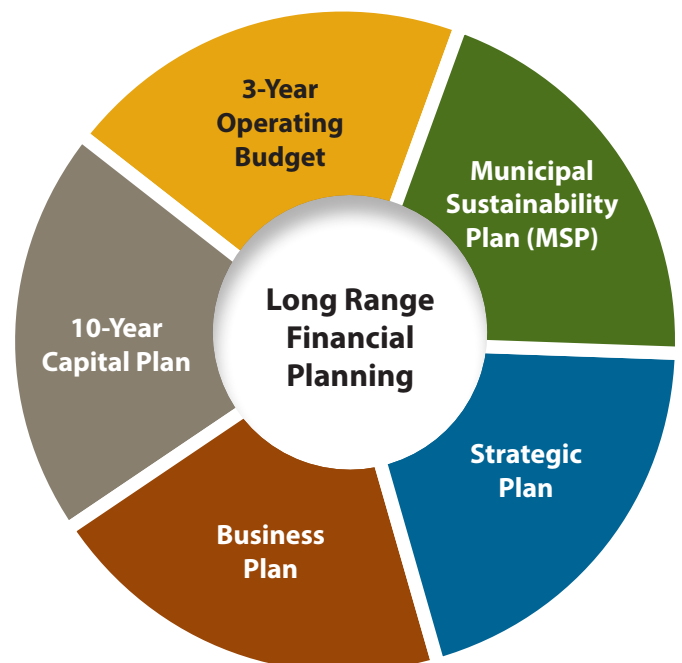 3-Year
Operating
Budget
Municipal
Sustainability
Plan (MSP)
Long Range
Financial
Planning
10-Year
Capital Plan
Strategic
Plan
Business
Plan